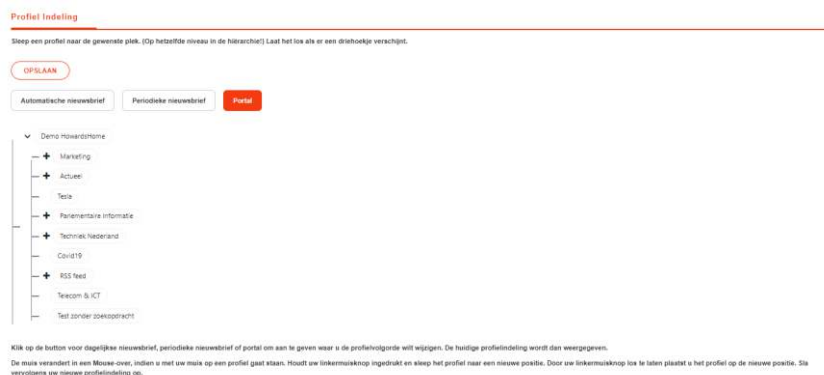 Profiel Indeling
Sleep een profiel naar de gewenste plek. (Op hetzelfde niveau in de hiërarchie!) Laat het los als er een driehoekje verschijnt.
OPSLAAN
Automatische nieuwsbrief Periodieke nieuwsbrief Portal
Demo HowardsHome
Marketing
Actueel
Tesla
Parlementaire Informatie
Techniek Nederland
Covid19
RSS feed
Telecom & ICT
Test zonder zoekopdracht
Klik op de button voor dagelijkse nieuwsbrief, periodieke nieuwsbrief of portal om aan te geven waar u de profielvolgorde wilt wijzigen. De huidige profielindeling wordt dan weergegeven.
De muis verandert in een Mouse-over, indien u met uw muis op een profiel gaat staan. Houdt uw linkermuisknop ingedrukt en sleep het profiel naar een nieuwe positie. Door uw linkermuisknop los te laten plaatst u het profiel op de nieuwe positie. Sla
vervolgens uw nieuwe profielindeling op.